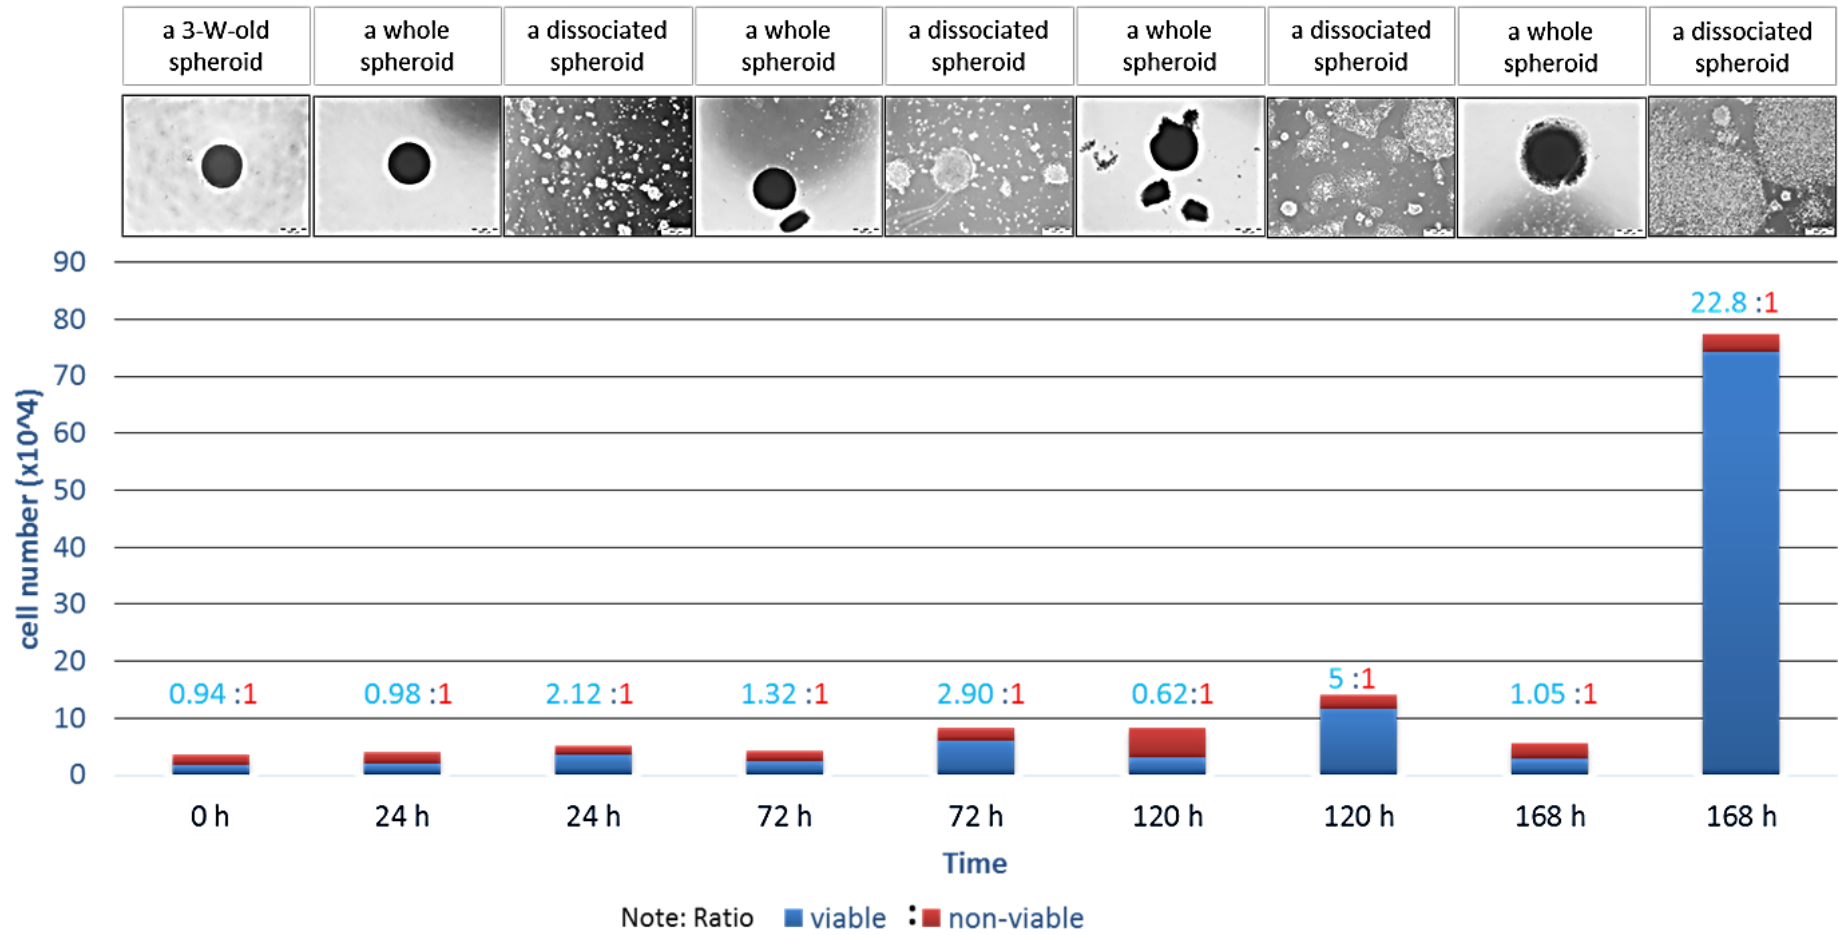 a 3-W-old
spheroid
a whole
spheroid
a dissociated
spheroid
a whole
spheroid
a dissociated
spheroid
a whole
spheroid
a dissociated
spheroid
a whole
spheroid
a dissociated
spheroid
90
80
70
60
50
40
30
20
10
0
cell number (x10^4)
0.94 :1
0.98 :1
2.12 :1
1.32 :1
2.90 :1
0.62:1
5 :1
1.05 :1
22.8 :1
0 h
24 h
24 h
72 h
72 h
120 h
120 h
168 h
168 h
Time
Note: Ratio viable : non-viable